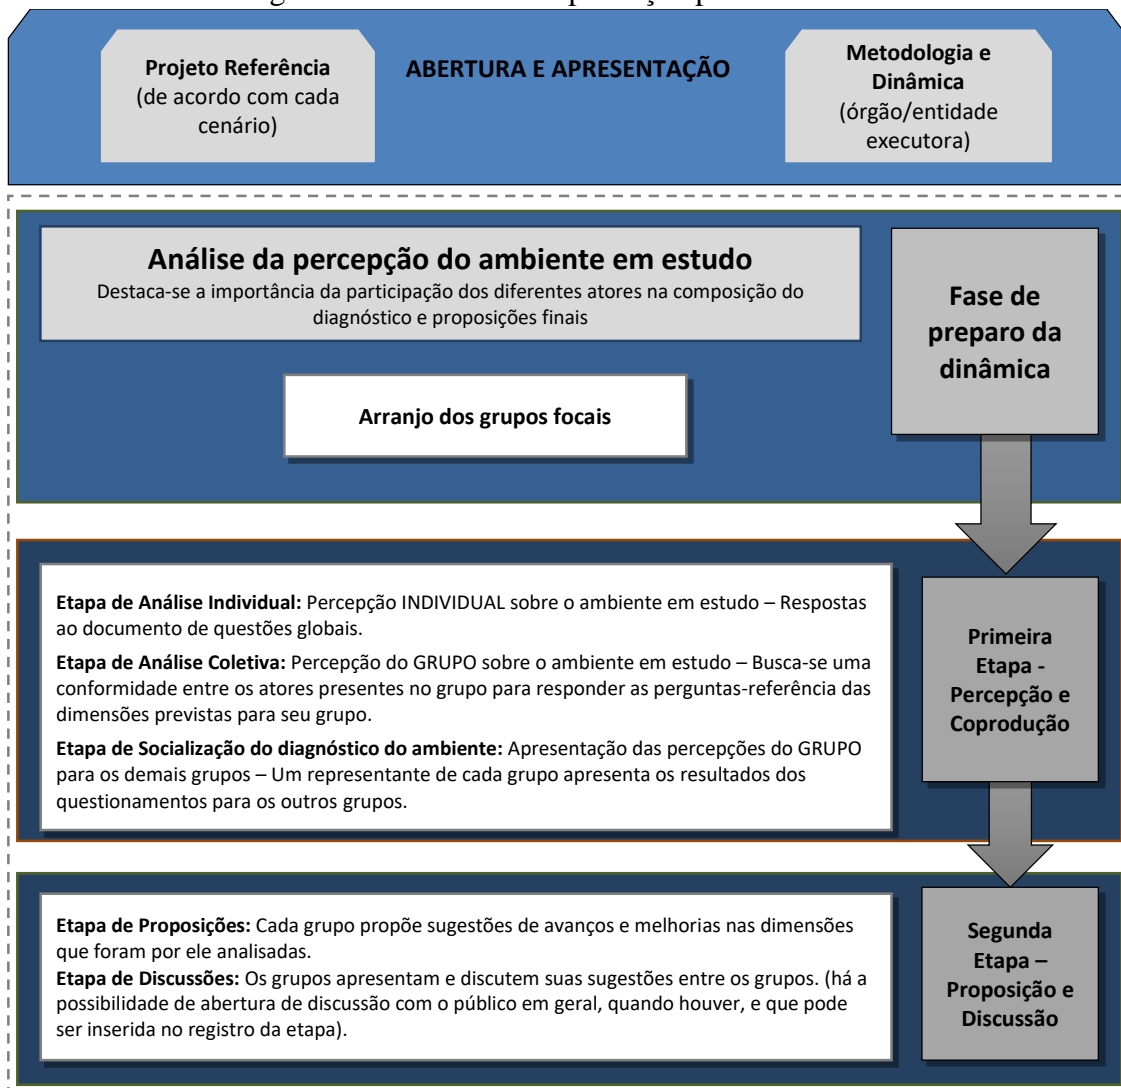 Projeto Referência
(de acordo com cada
cenário)
ABERTURA E APRESENTAÇÃO
Metodologia e
Dinâmica
(órgão/entidade
executora)
Análise da percepção do ambiente em estudo
Destaca-se a importância da participação dos diferentes atores na composição do
diagnóstico e proposições finais
Fase de
preparo da
dinâmica
Arranjo dos grupos focais
Etapa de Análise Individual: Percepção INDIVIDUAL sobre o ambiente em estudo – Respostas
ao documento de questões globais.
Etapa de Análise Coletiva: Percepção do GRUPO sobre o ambiente em estudo – Busca-se uma
conformidade entre os atores presentes no grupo para responder as perguntas-referência das
dimensões previstas para seu grupo.
Etapa de Socialização do diagnóstico do ambiente: Apresentação das percepções do GRUPO
para os demais grupos – Um representante de cada grupo apresenta os resultados dos
questionamentos para os outros grupos.
Primeira
Etapa -
Percepção e
Coprodução
Etapa de Proposições: Cada grupo propõe sugestões de avanços e melhorias nas dimensões
que foram por ele analisadas.
Etapa de Discussões: Os grupos apresentam e discutem suas sugestões entre os grupos. (há a
possibilidade de abertura de discussão com o público em geral, quando houver, e que pode
ser inserida no registro da etapa).
Segunda
Etapa –
Proposição e
Discussão